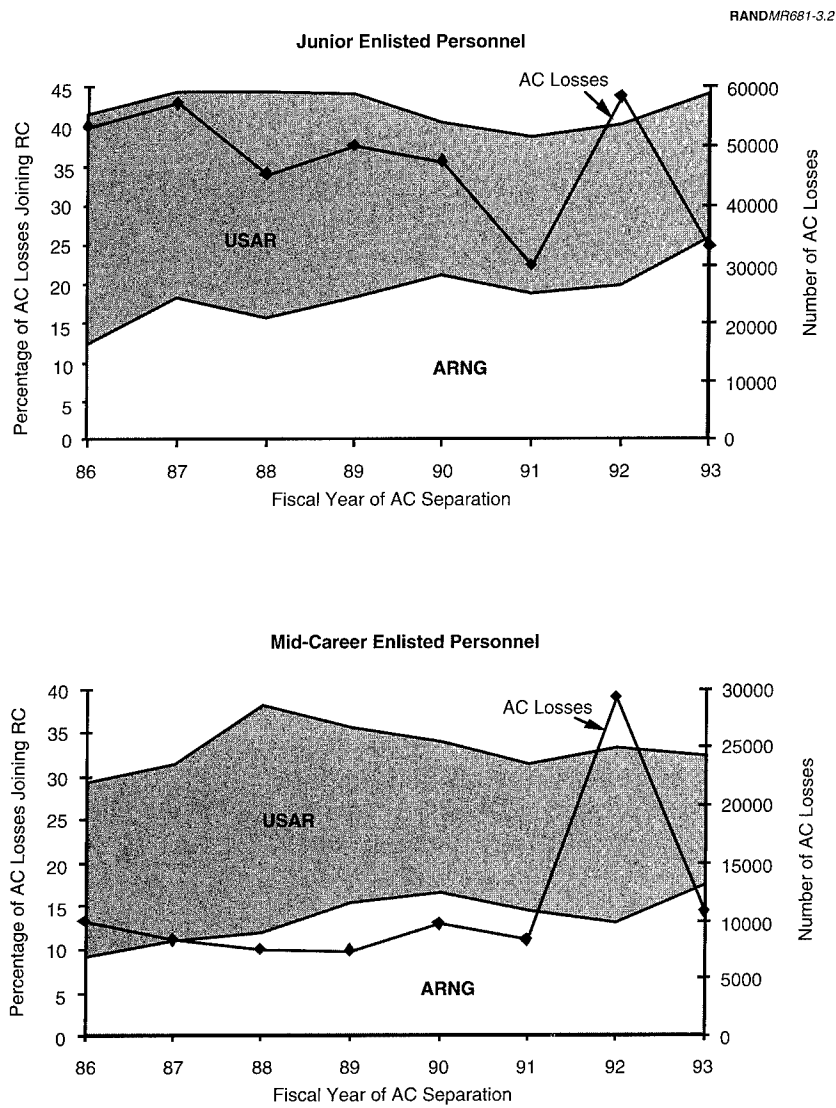 RANDMR681-3.2
Junior Enlisted Personnel
Percentage of AC Losses Joining RC
45
40
35
30
25
20
15
10
5
0
AC Losses
USAR
ARNG
60000
50000
40000
30000
20000
10000
0
Number of AC Losses
86 87 88 89 90 91 92 93
Fiscal Year of AC Separation
Mid-Career Enlisted Personnel
Percentage of AC Losses Joining RC
40
35
30
25
20
15
10
5
0
AC Losses
USAR
ARNG
30000
25000
20000
15000
10000
5000
0
Number of AC Losses
86 87 88 89 90 91 92 93
Fiscal Year of AC Separation